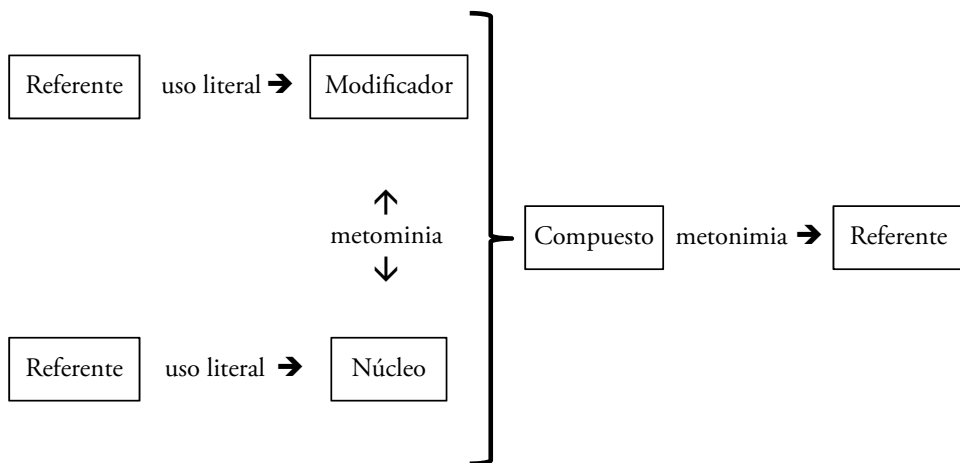 Referente uso literal ➔ Modificador
↑
metominia
↓
Compuesto metonimia ➔ Referente
Referente uso literal ➔ Núcleo